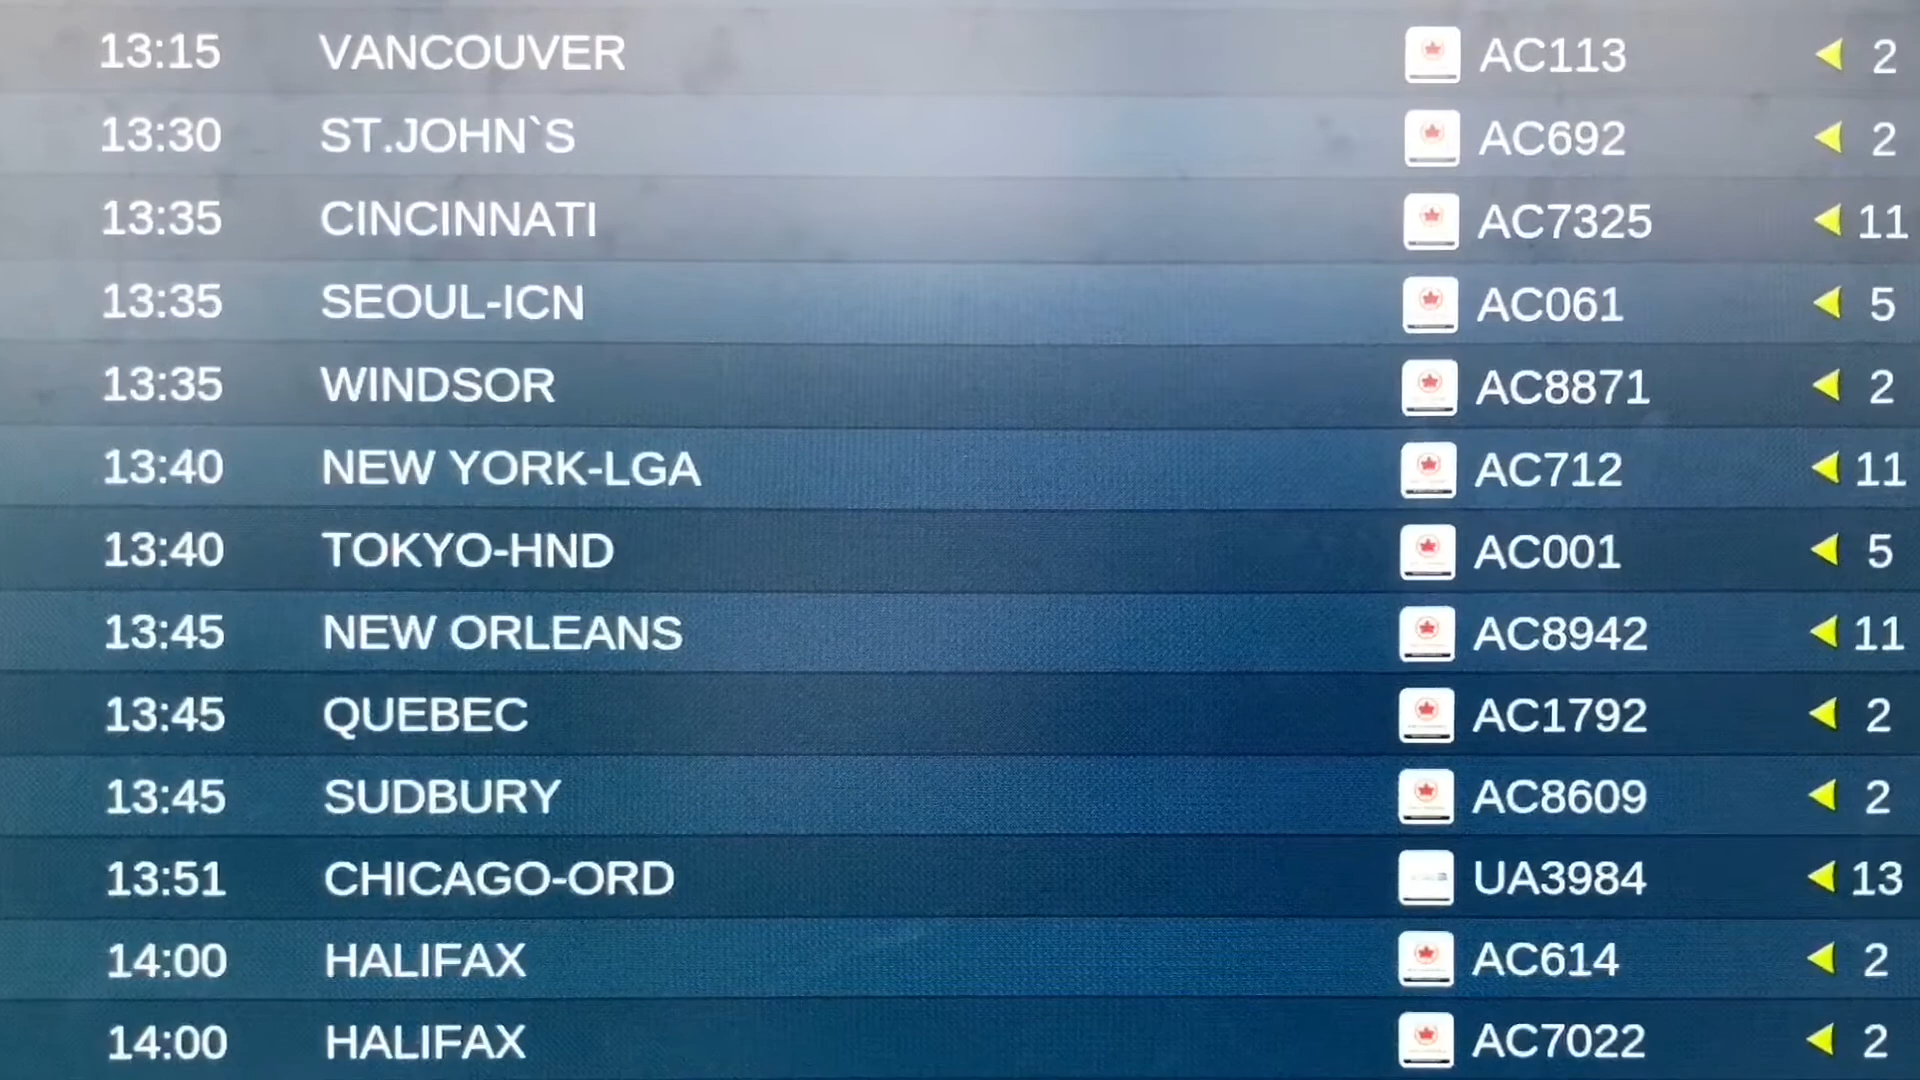 13:15 VANCOUVER AC113 2
13:30 ST.JOHN`S AC692 2
13:35 CINCINNATI AC7325 11
13:35 SEOUL-ICN AC061 5
13:35 WINDSOR AC8871 2
13:40 NEW YORK-LGA AC712 11
13:40 TOKYO-HND AC001 5
13:45 NEW ORLEANS AC8942 11
13:45 QUEBEC AC1792 2
13:45 SUDBURY AC8609 2
13:51 CHICAGO-ORD UA3984 13
14:00 HALIFAX AC614 2
14:00 HALIFAX AC7022 2